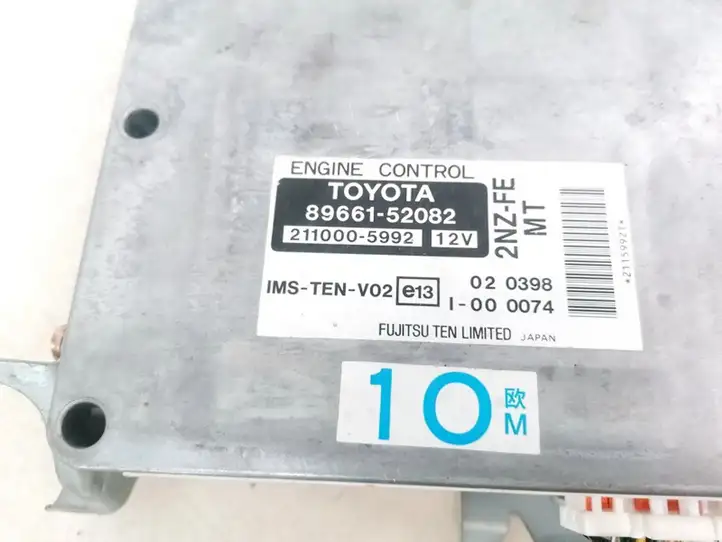 ENGINE CONTROL
TOYOTA
89661-52082
211000-5992 12V
2NZ-FE
MT
IMS-TEN-V02 e13 02 0398
I-00 0074
FUJITSU TEN LIMITED JAPAN
*2115992T*
10 欧
M